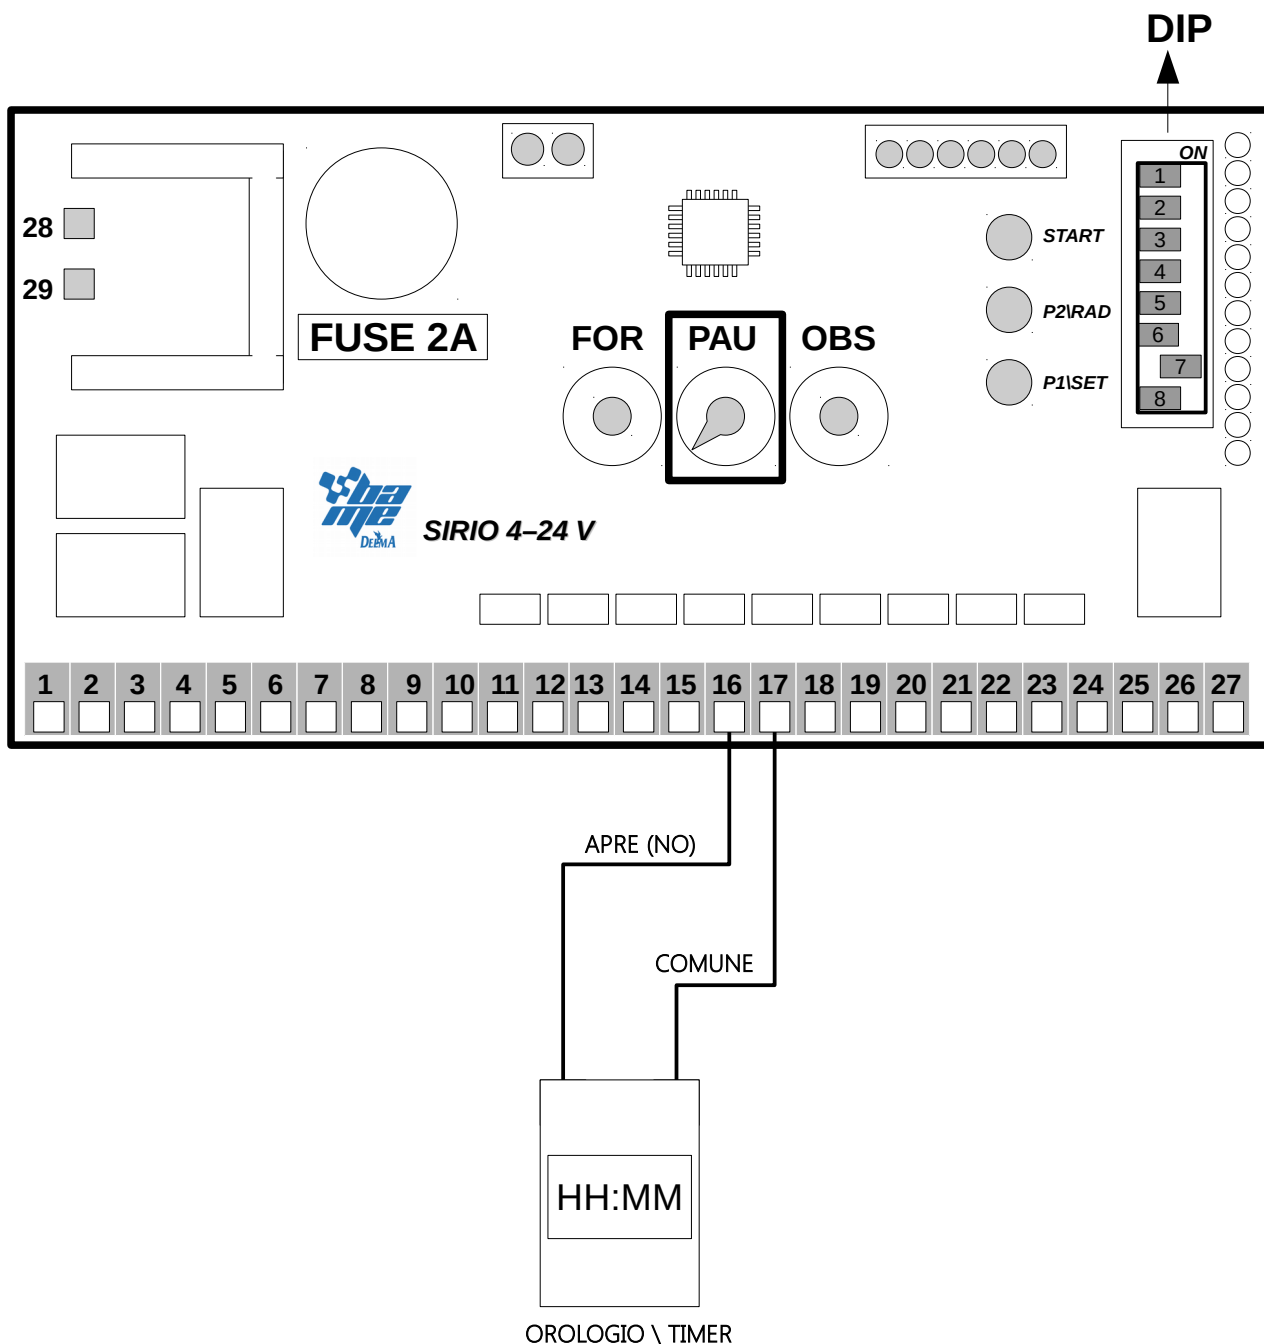 DIP
ON
1
2
3
4
5
6
7
8
28
29
START
P2\RAD
P1\SET
FUSE 2A
FOR PAU OBS
bame
DEEMA
SIRIO 4–24 V
1 2 3 4 5 6 7 8 9 10 11 12 13 14 15 16 17 18 19 20 21 22 23 24 25 26 27
APRE (NO)
COMUNE
HH:MM
OROLOGIO \ TIMER